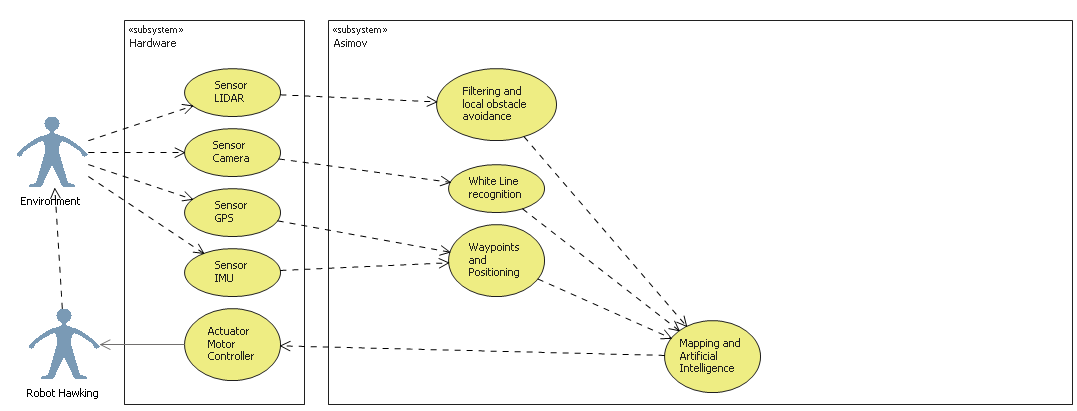 «subsystem»
Hardware
«subsystem»
Asimov
Sensor
LIDAR
Filtering and
local obstacle
avoidance
Sensor
Camera
White Line
recognition
Environment
Sensor
GPS
Waypoints
and
Positioning
Sensor
IMU
Actuator
Motor
Controller
Mapping and
Artificial
Intelligence
Robot Hawking